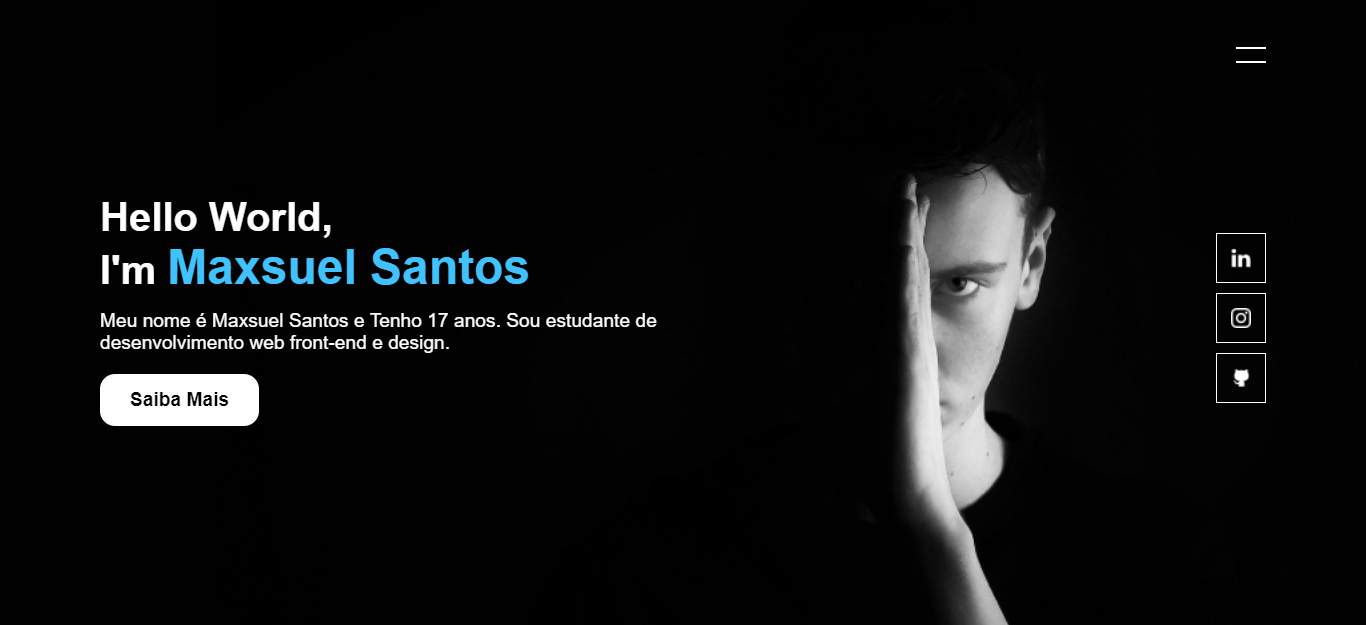 Hello World,
I'm Maxsuel Santos
Meu nome é Maxsuel Santos e Tenho 17 anos. Sou estudante de
desenvolvimento web front-end e design.
Saiba Mais
in